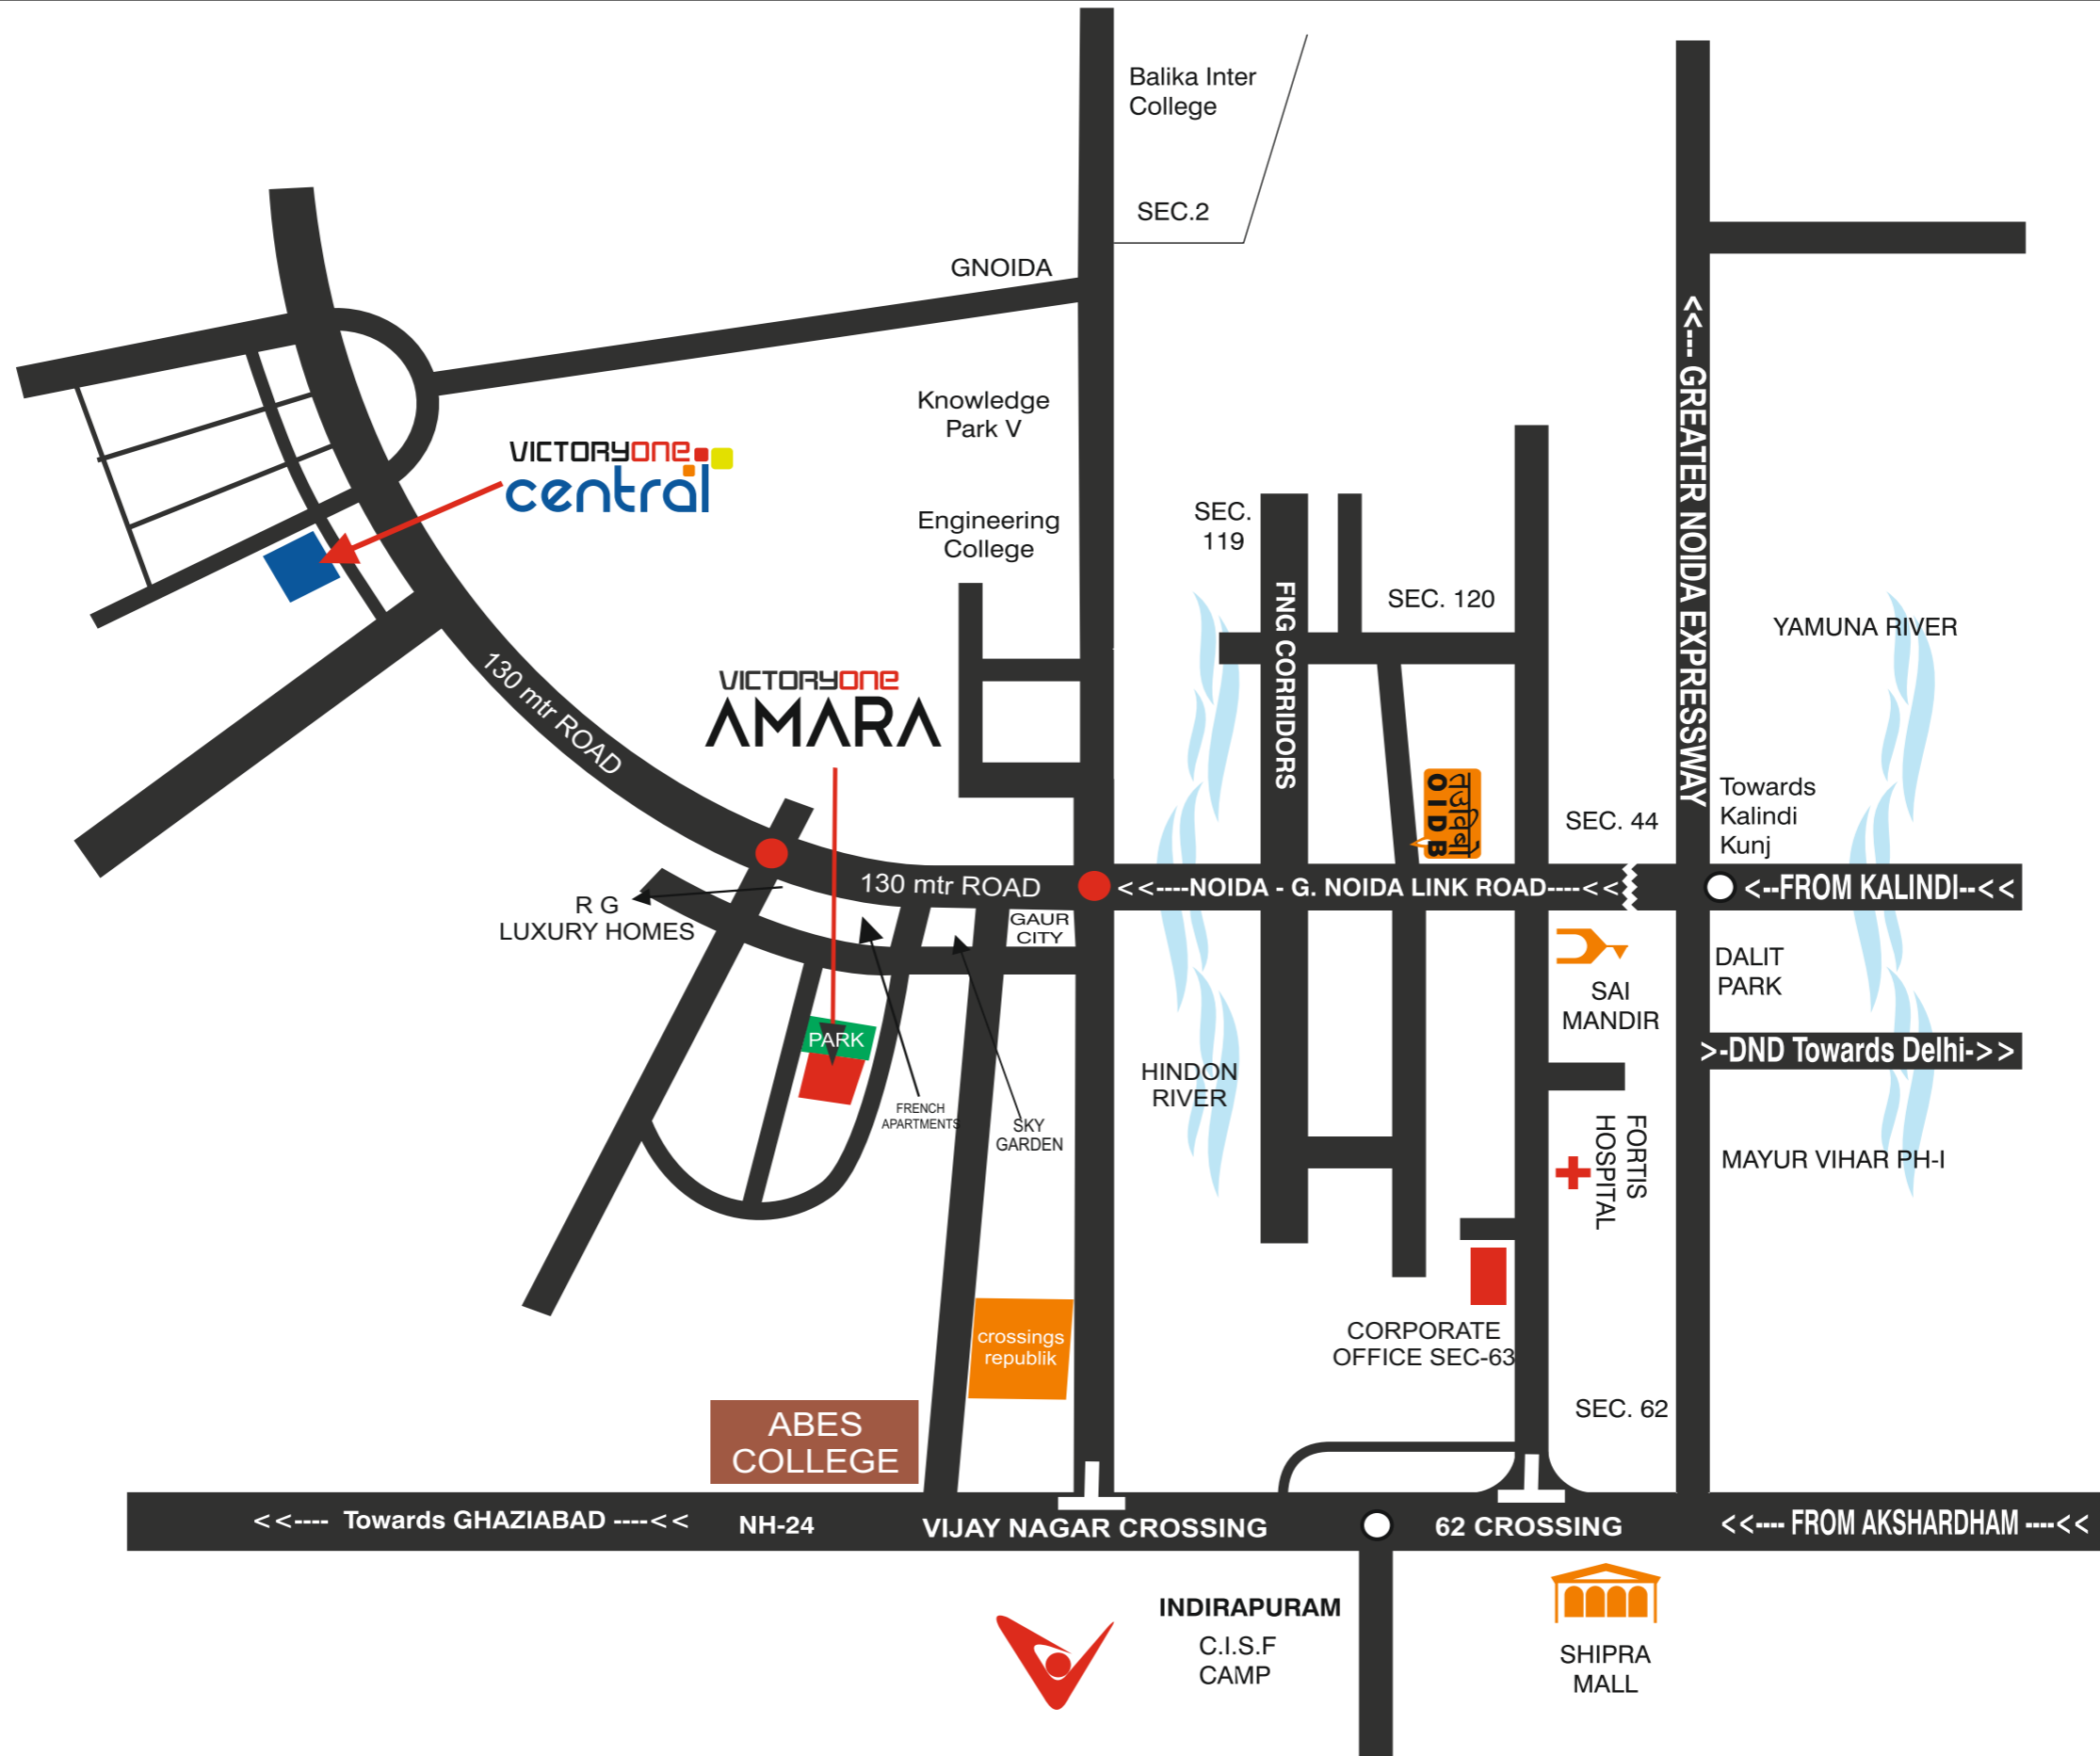 Balika Inter
College
SEC.2
GNOIDA
Knowledge
Park V
VICTORYONE
central
Engineering
College
SEC.
119
FNG CORRIDORS
SEC. 120
<<--- GREATER NOIDA EXPRESSWAY
YAMUNA RIVER
130 mtr ROAD
VICTORYONE
AMARA
OIDB
SEC. 44
Towards
Kalindi
Kunj
130 mtr ROAD
<<----NOIDA - G. NOIDA LINK ROAD----<<
<--FROM KALINDI--<<
R G
LUXURY HOMES
GAUR
CITY
DALIT
PARK
SAI
MANDIR
PARK
>-DND Towards Delhi->>
HINDON
RIVER
FRENCH
APARTMENTS
SKY
GARDEN
FORTIS
HOSPITAL
MAYUR VIHAR PH-I
crossings
republik
CORPORATE
OFFICE SEC-63
SEC. 62
ABES
COLLEGE
<<---- Towards GHAZIABAD ----<<
NH-24
VIJAY NAGAR CROSSING
62 CROSSING
<<---- FROM AKSHARDHAM ----<<
INDIRAPURAM
C.I.S.F
CAMP
SHIPRA
MALL